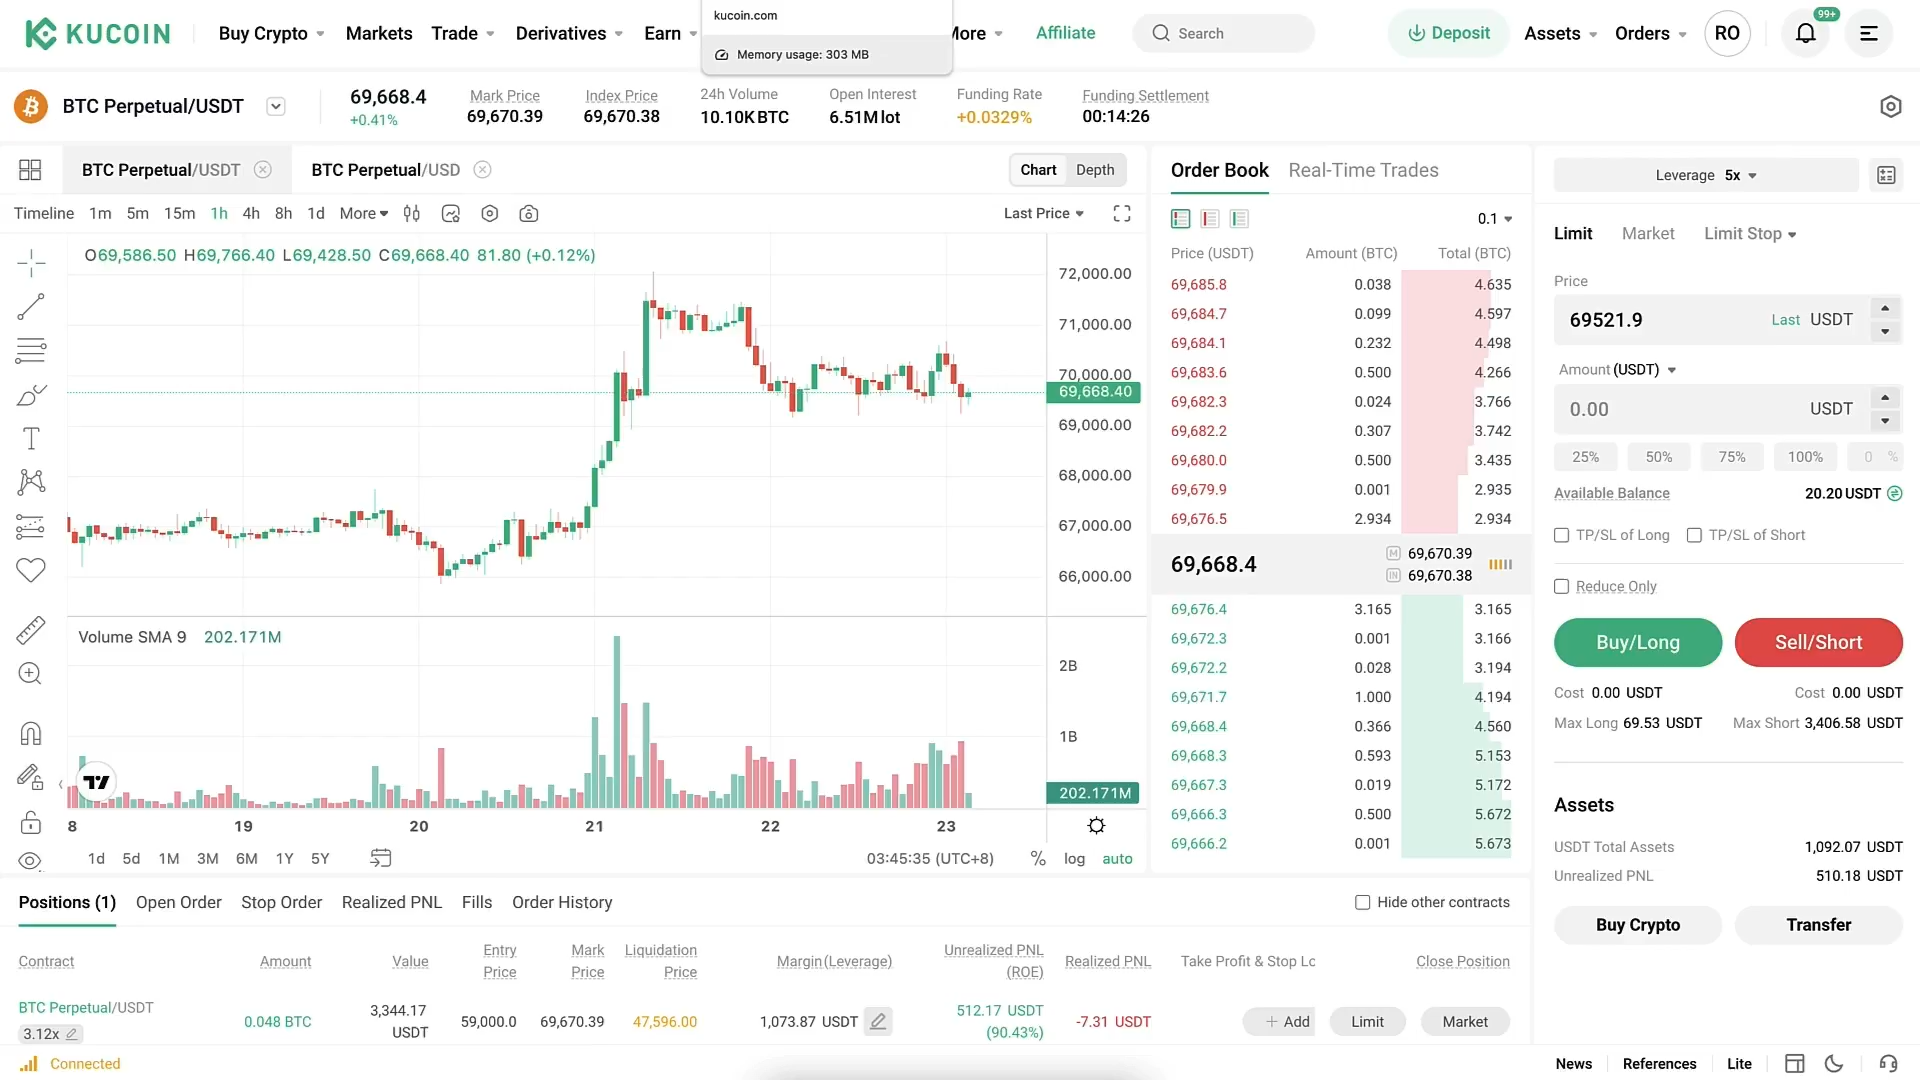 KUCOIN
Buy Crypto
Markets
Trade
Derivatives
Earn
kucoin.com
Memory usage: 303 MB
More
Affiliate
Search
Deposit
Assets
Orders
RO
99+
BTC Perpetual/USDT
69,668.4
+0.41%
Mark Price
69,670.39
Index Price
69,670.38
24h Volume
10.10K BTC
Open Interest
6.51M lot
Funding Rate
+0.0329%
Funding Settlement
00:14:26
BTC Perpetual/USDT
BTC Perpetual/USD
Chart
Depth
Timeline 1m 5m 15m 1h 4h 8h 1d More
Last Price
O69,586.50 H69,766.40 L69,428.50 C69,668.40 81.80 (+0.12%)
72,000.00
71,000.00
70,000.00
69,668.40
69,000.00
68,000.00
67,000.00
66,000.00
Volume SMA 9 202.171M
2B
1B
202.171M
8 19 20 21 22 23
1d 5d 1M 3M 6M 1Y 5Y
03:45:35 (UTC+8)
% log auto
Order Book
Real-Time Trades
0.1
Price (USDT) Amount (BTC) Total (BTC)
69,685.8 0.038 4.635
69,684.7 0.099 4.597
69,684.1 0.232 4.498
69,683.6 0.500 4.266
69,682.3 0.024 3.766
69,682.2 0.307 3.742
69,680.0 0.500 3.435
69,679.9 0.001 2.935
69,676.5 2.934 2.934
69,668.4
M 69,670.39
IN 69,670.38
69,676.4 3.165 3.165
69,672.3 0.001 3.166
69,672.2 0.028 3.194
69,671.7 1.000 4.194
69,668.4 0.366 4.560
69,668.3 0.593 5.153
69,667.3 0.019 5.172
69,666.3 0.500 5.672
69,666.2 0.001 5.673
Leverage 5x
Limit Market Limit Stop
Price
69521.9 Last USDT
Amount (USDT)
0.00 USDT
25% 50% 75% 100% 0 %
Available Balance 20.20 USDT
TP/SL of Long TP/SL of Short
Reduce Only
Buy/Long Sell/Short
Cost 0.00 USDT Cost 0.00 USDT
Max Long 69.53 USDT Max Short 3,406.58 USDT
Assets
USDT Total Assets 1,092.07 USDT
Unrealized PNL 510.18 USDT
Buy Crypto Transfer
Positions (1) Open Order Stop Order Realized PNL Fills Order History
Hide other contracts
Contract
Amount
Value
Entry
Price
Mark
Price
Liquidation
Price
Margin(Leverage)
Unrealized PNL
(ROE)
Realized PNL
Take Profit & Stop Lo
Close Position
BTC Perpetual/USDT
3.12x
0.048 BTC
3,344.17
USDT
59,000.0
69,670.39
47,596.00
1,073.87 USDT
512.17 USDT
(90.43%)
-7.31 USDT
+ Add
Limit
Market
Connected
News References Lite